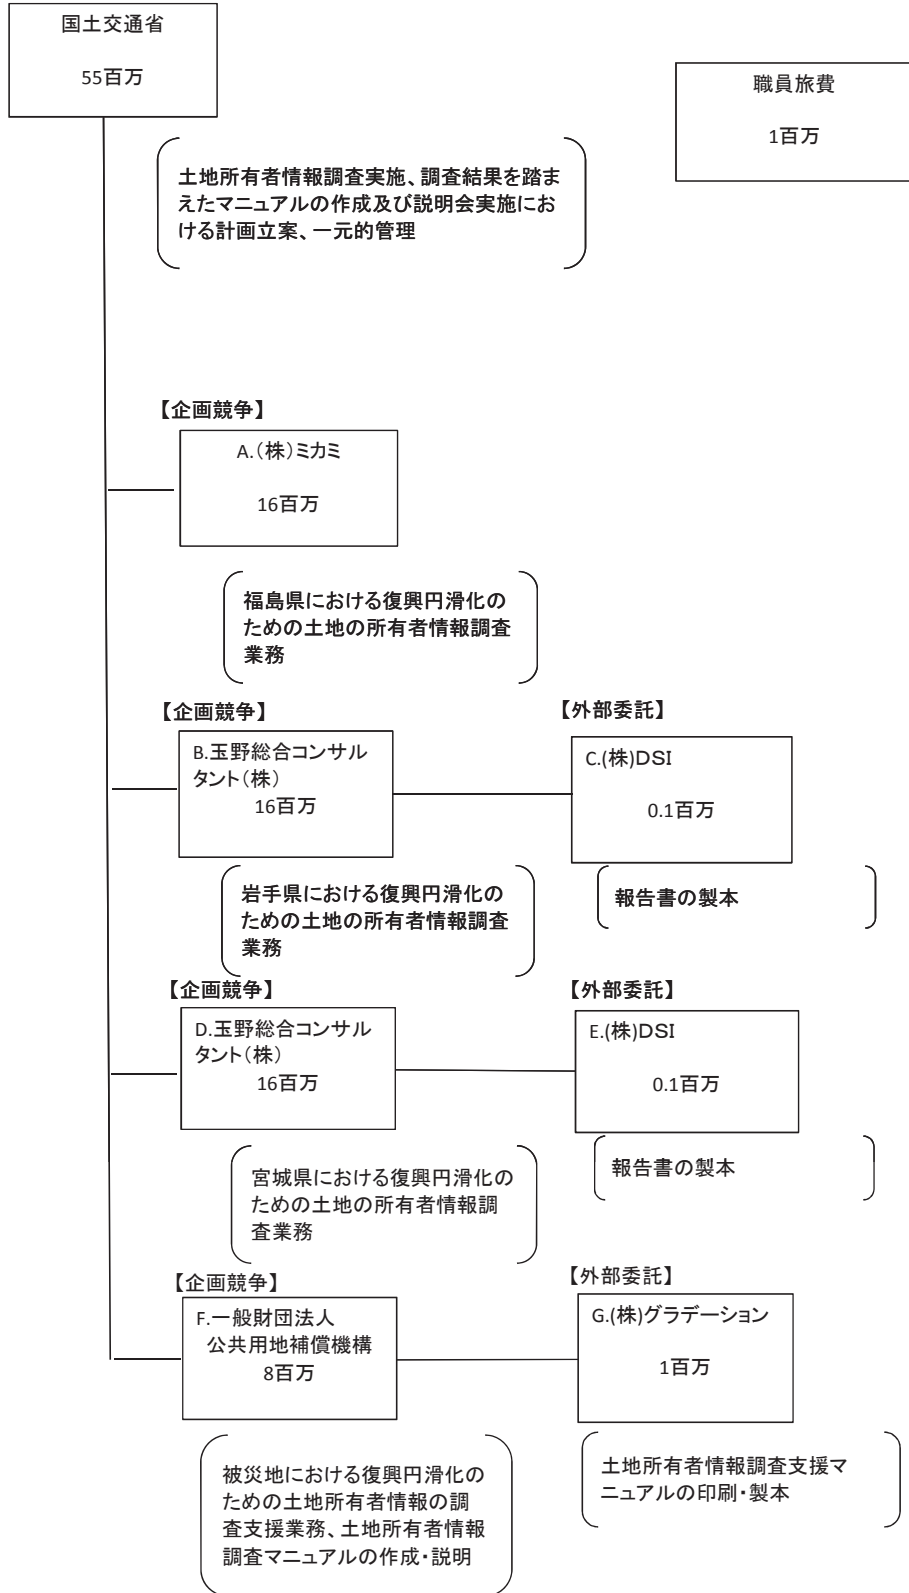 国土交通省
55百万
職員旅費
1百万
土地所有者情報調査実施、調査結果を踏ま
えたマニュアルの作成及び説明会実施にお
ける計画立案、一元的管理
【企画競争】
A.(株)ミカミ
16百万
福島県における復興円滑化の
ための土地の所有者情報調査
業務
【企画競争】
B.玉野総合コンサル
タント(株)
16百万
【外部委託】
C.(株)DSI
0.1百万
岩手県における復興円滑化の
ための土地の所有者情報調査
業務
報告書の製本
【企画競争】
D.玉野総合コンサル
タント(株)
16百万
【外部委託】
E.(株)DSI
0.1百万
宮城県における復興円滑化の
ための土地の所有者情報調
査業務
報告書の製本
【企画競争】
F.一般財団法人
公共用地補償機構
8百万
【外部委託】
G.(株)グラデーション
1百万
被災地における復興円滑化の
ための土地所有者情報の調
査支援業務、土地所有者情報
調査マニュアルの作成・説明
土地所有者情報調査支援マ
ニュアルの印刷・製本